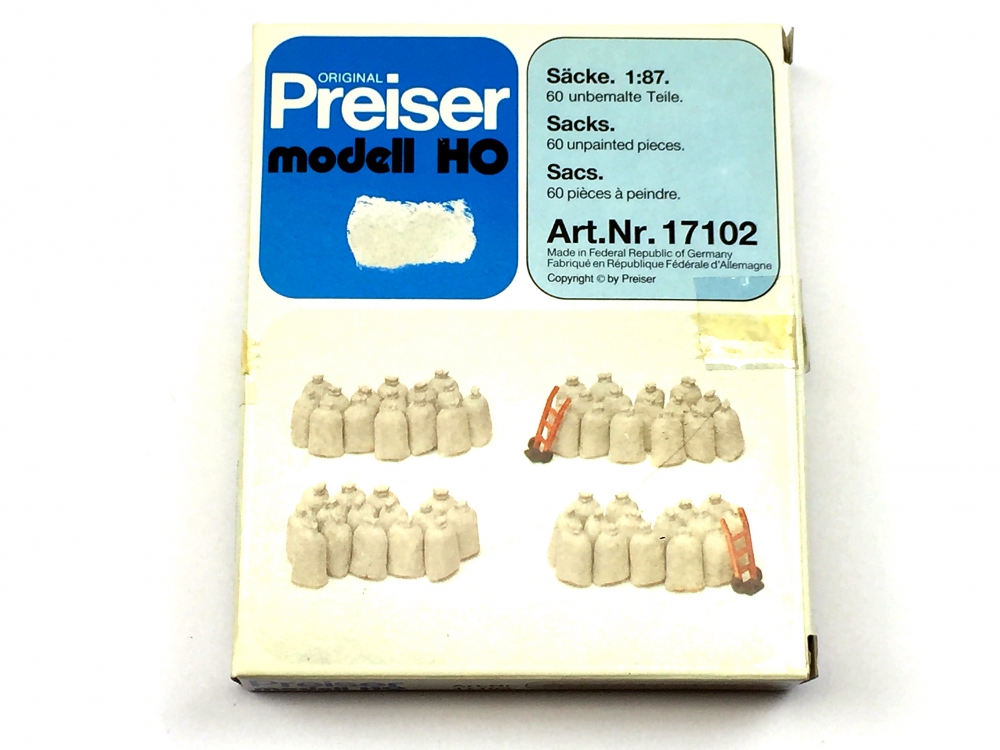 ORIGINAL
Preiser
modell HO
Säcke. 1:87.
60 unbemalte Teile.
Sacks.
60 unpainted pieces.
Sacs.
60 pièces à peindre.
Art.Nr. 17102
Made in Federal Republic of Germany
Fabriqué en République Fédérale d'Allemagne
Copyright © by Preiser
Preiser